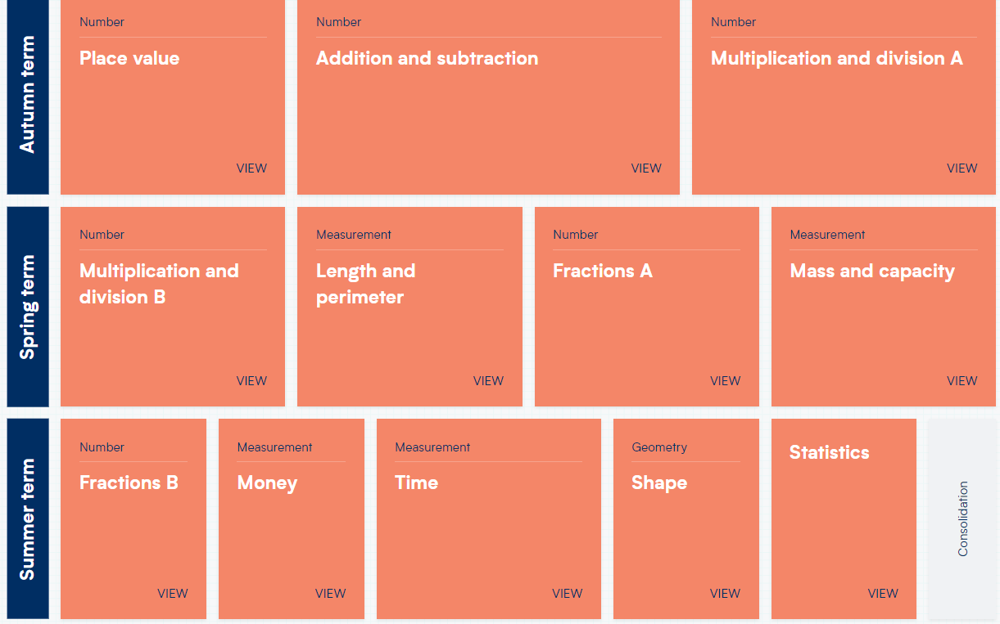 Autumn term
Number
Place value
VIEW
Number
Addition and subtraction
VIEW
Number
Multiplication and division A
VIEW
Spring term
Number
Multiplication and
division B
VIEW
Measurement
Length and
perimeter
VIEW
Number
Fractions A
VIEW
Measurement
Mass and capacity
VIEW
Summer term
Number
Fractions B
VIEW
Measurement
Money
VIEW
Measurement
Time
VIEW
Geometry
Shape
VIEW
Statistics
VIEW
Consolidation